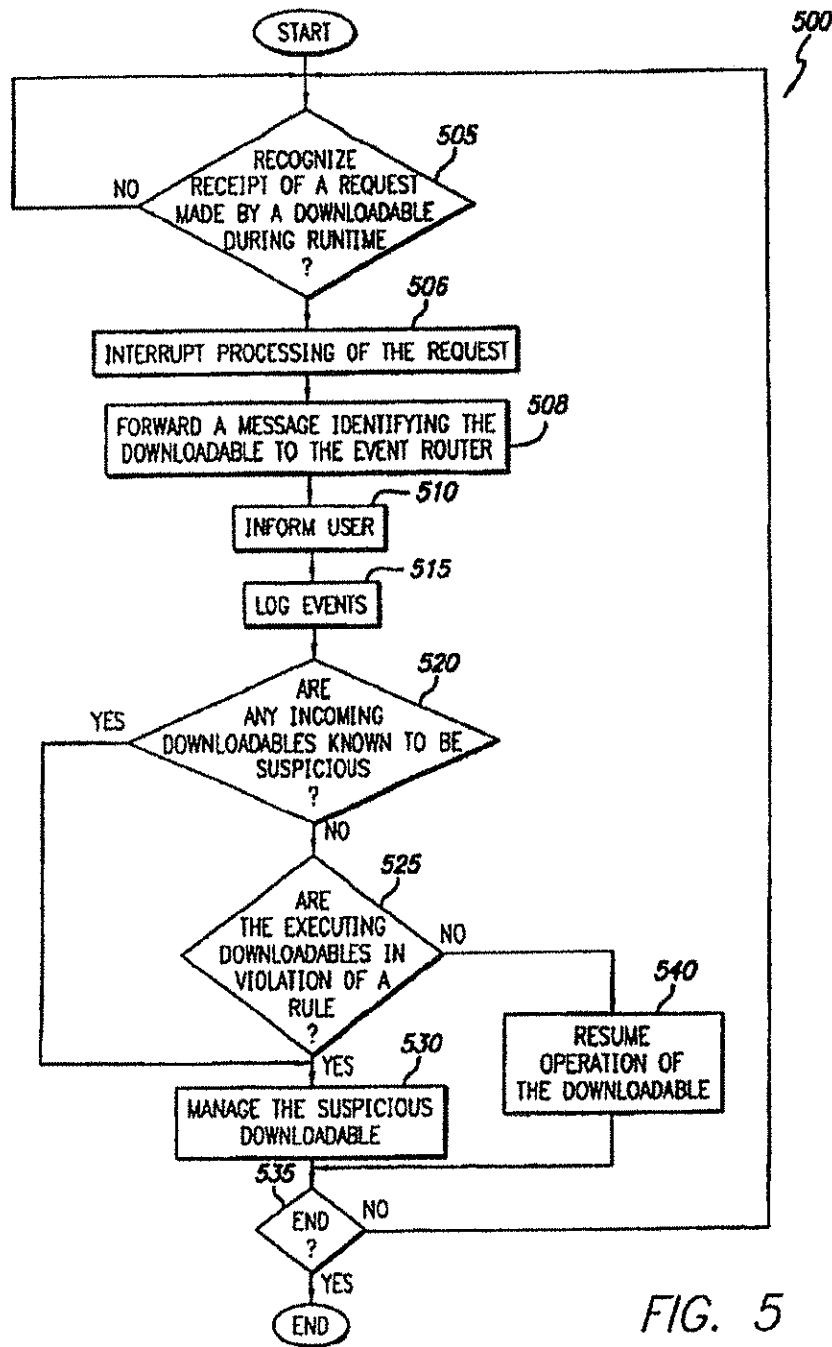 START
500
505
RECOGNIZE
RECEIPT OF A REQUEST
MADE BY A DOWNLOADABLE
DURING RUNTIME
?
NO
506
INTERRUPT PROCESSING OF THE REQUEST
508
FORWARD A MESSAGE IDENTIFYING THE
DOWNLOADABLE TO THE EVENT ROUTER
510
INFORM USER
515
LOG EVENTS
520
ARE
ANY INCOMING
DOWNLOADABLES KNOWN TO BE
SUSPICIOUS
?
YES
NO
525
ARE
THE EXECUTING
DOWNLOADABLES IN
VIOLATION OF A
RULE
?
NO
YES
540
RESUME
OPERATION OF
THE DOWNLOADABLE
530
MANAGE THE SUSPICIOUS
DOWNLOADABLE
535
END
?
NO
YES
END
FIG. 5